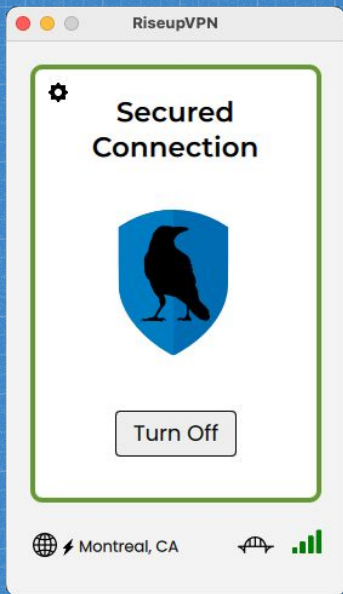 RiseupVPN
Secured
Connection
Turn Off
Montreal, CA